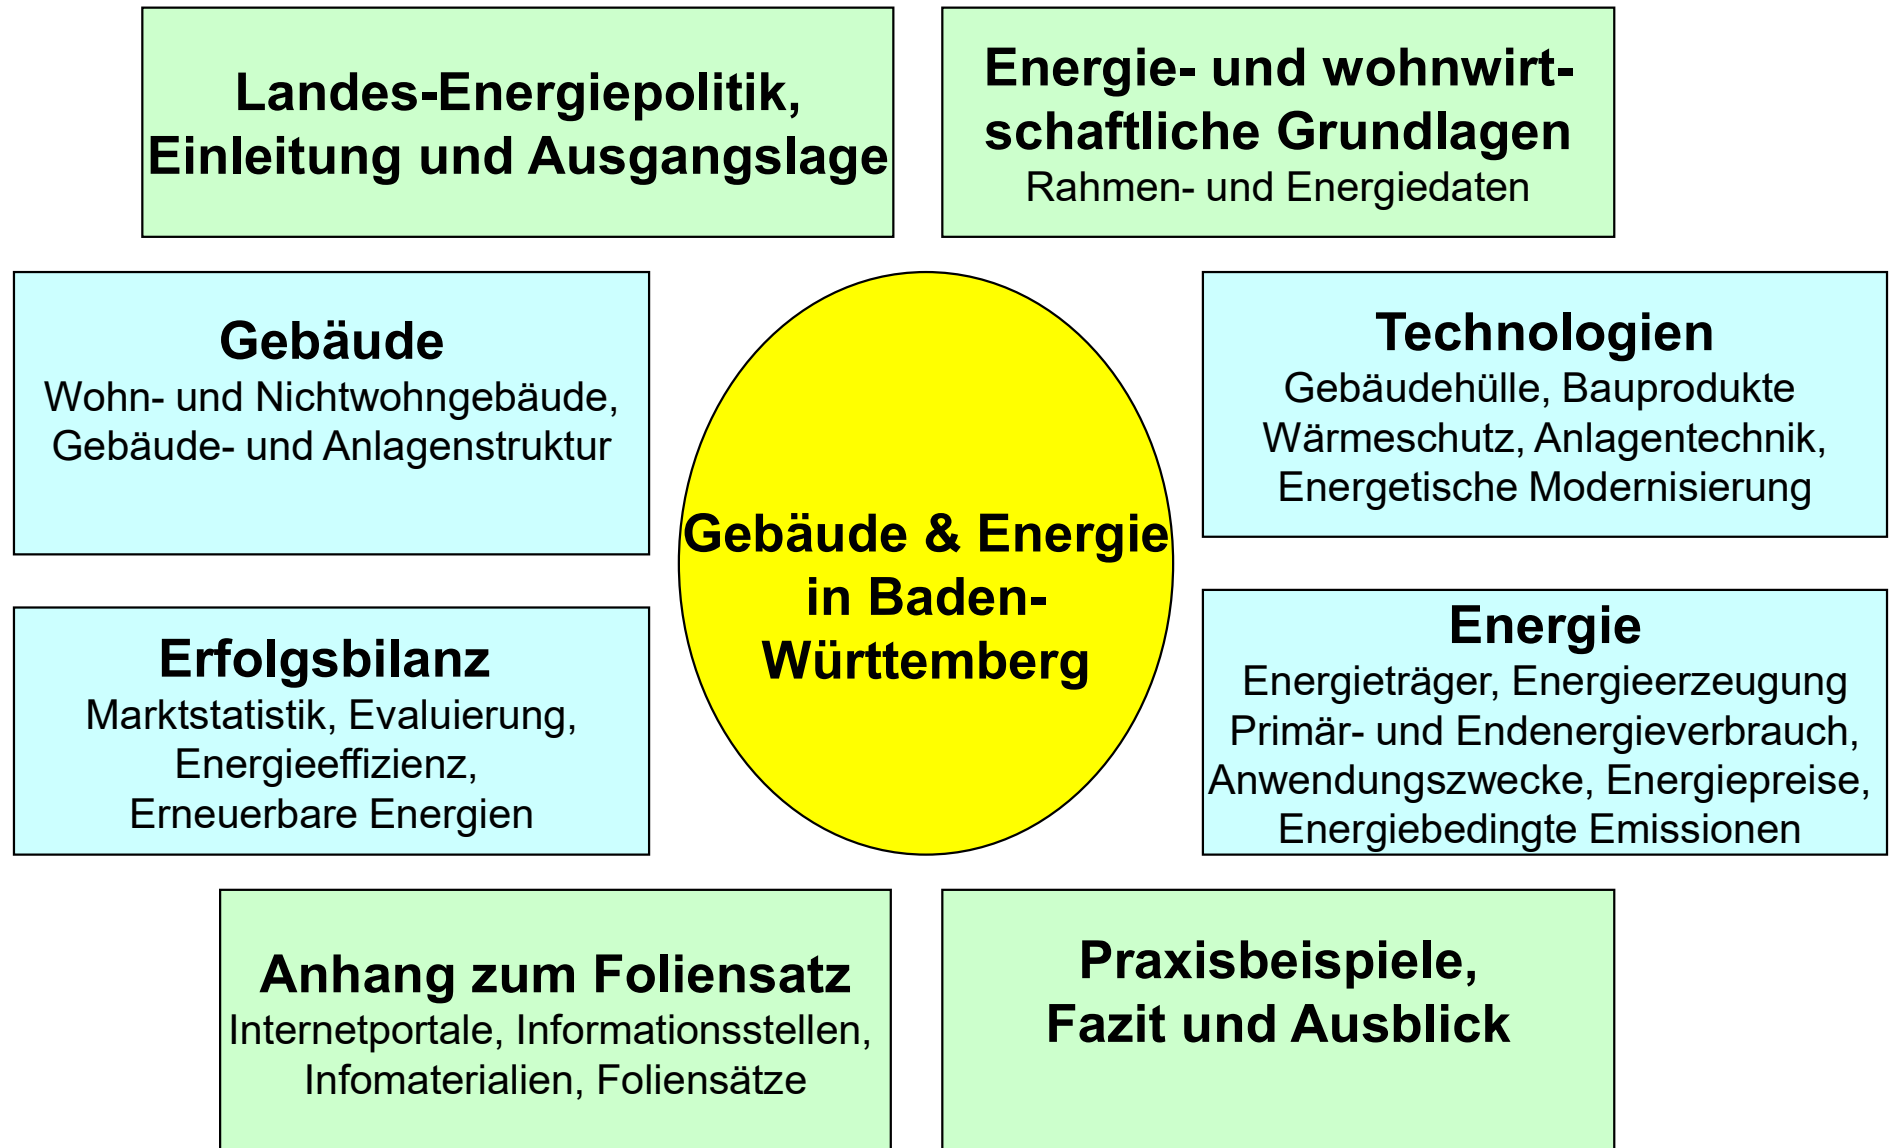 Landes-Energiepolitik,
Einleitung und Ausgangslage
Energie- und wohnwirt-
schaftliche Grundlagen
Rahmen- und Energiedaten
Gebäude
Wohn- und Nichtwohngebäude,
Gebäude- und Anlagenstruktur
Gebäude & Energie
in Baden-
Württemberg
Technologien
Gebäudehülle, Bauprodukte
Wärmeschutz, Anlagentechnik,
Energetische Modernisierung
Erfolgsbilanz
Marktstatistik, Evaluierung,
Energieeffizienz,
Erneuerbare Energien
Energie
Energieträger, Energieerzeugung
Primär- und Endenergieverbrauch,
Anwendungszwecke, Energiepreise,
Energiebedingte Emissionen
Anhang zum Foliensatz
Internetportale, Informationsstellen,
Infomaterialien, Foliensätze
Praxisbeispiele,
Fazit und Ausblick